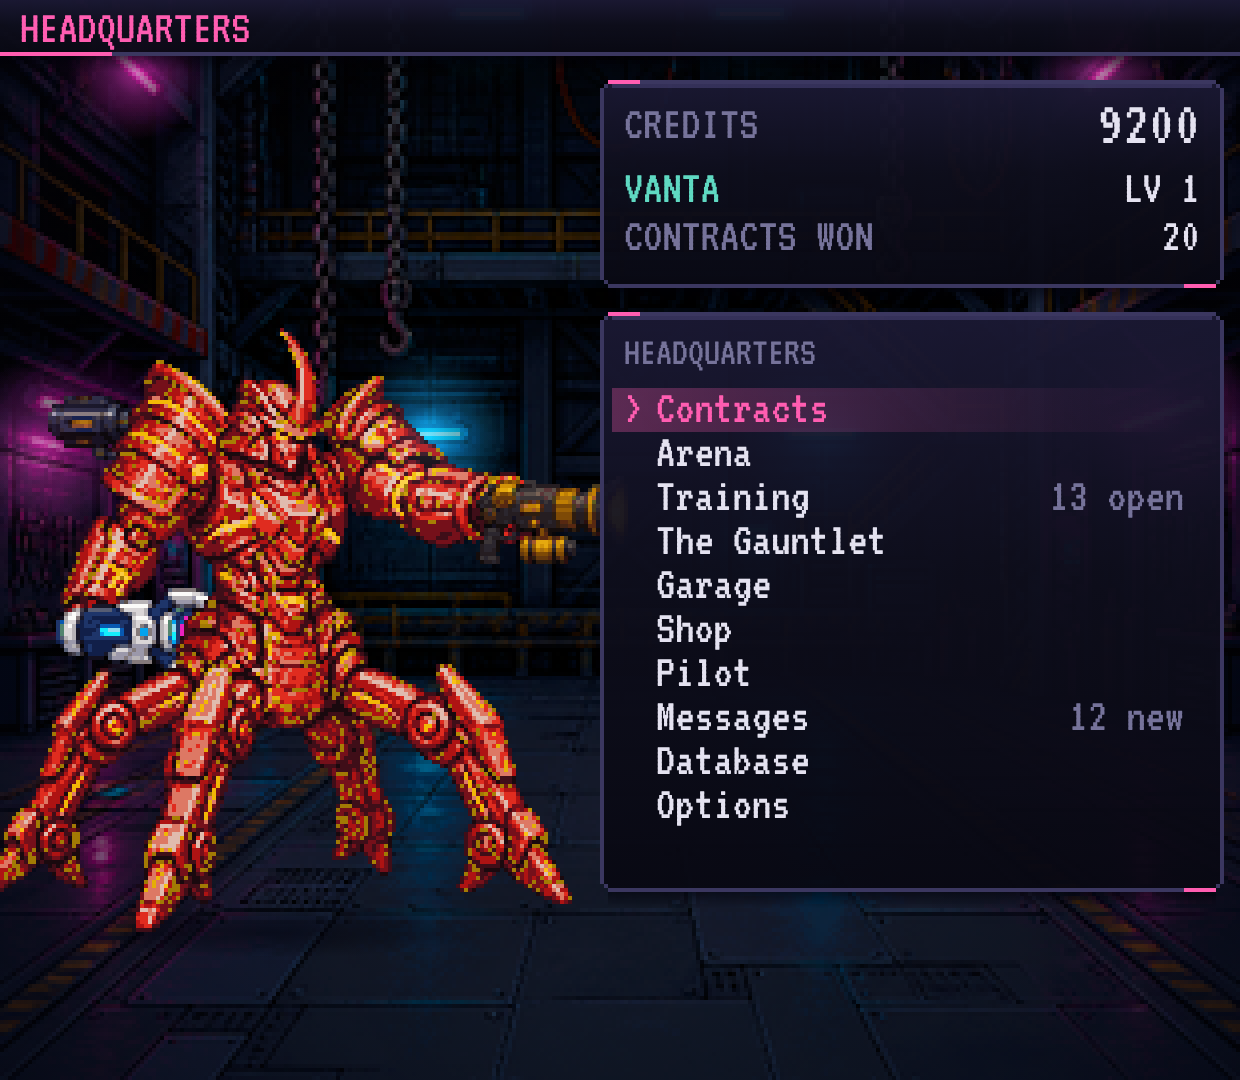 HEADQUARTERS
CREDITS 9200
VANTA LV 1
CONTRACTS WON 20
HEADQUARTERS
> Contracts
Arena
Training 13 open
The Gauntlet
Garage
Shop
Pilot
Messages 12 new
Database
Options